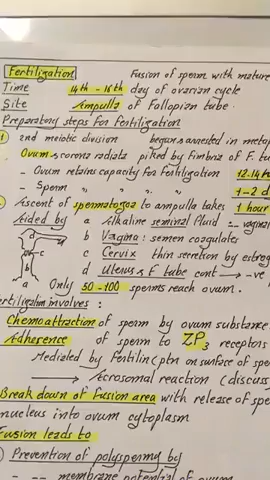 Fertilization Fusion of sperm with mature
Time 14th - 16th day of ovarian cycle
Site Ampulla of Fallopian tube.
Preparatory steps for fertilization
2nd meiotic division began & arrested in metap
Ovum & corona radiata picked by fimbria of F. tu
- Ovum retains capacity for Fertilization 12-14 ho
- Sperm " " " " 1-2 d
Ascent of spermatozoa to ampulla takes 1 hour
Aided by a Alkaline seminal fluid vaginal
b Vagina: semen coagulates
c Cervix thin secretion by estrog
d Uterus & F tube cont → -ve
a c b d
Only 50-100 sperms reach ovum.
ertilization involves :
Chemoattraction of sperm by ovum substance
Adherence of sperm to ZP3 receptors
Mediated by fertilin (ptn on surface of spe
→ Acrosomal reaction (discuss
Break down of fusion area with release of spe
nucleus into ovum cytoplasm
Fusion leads to
Prevention of polyspermy by
- -- membrane potential of ovum